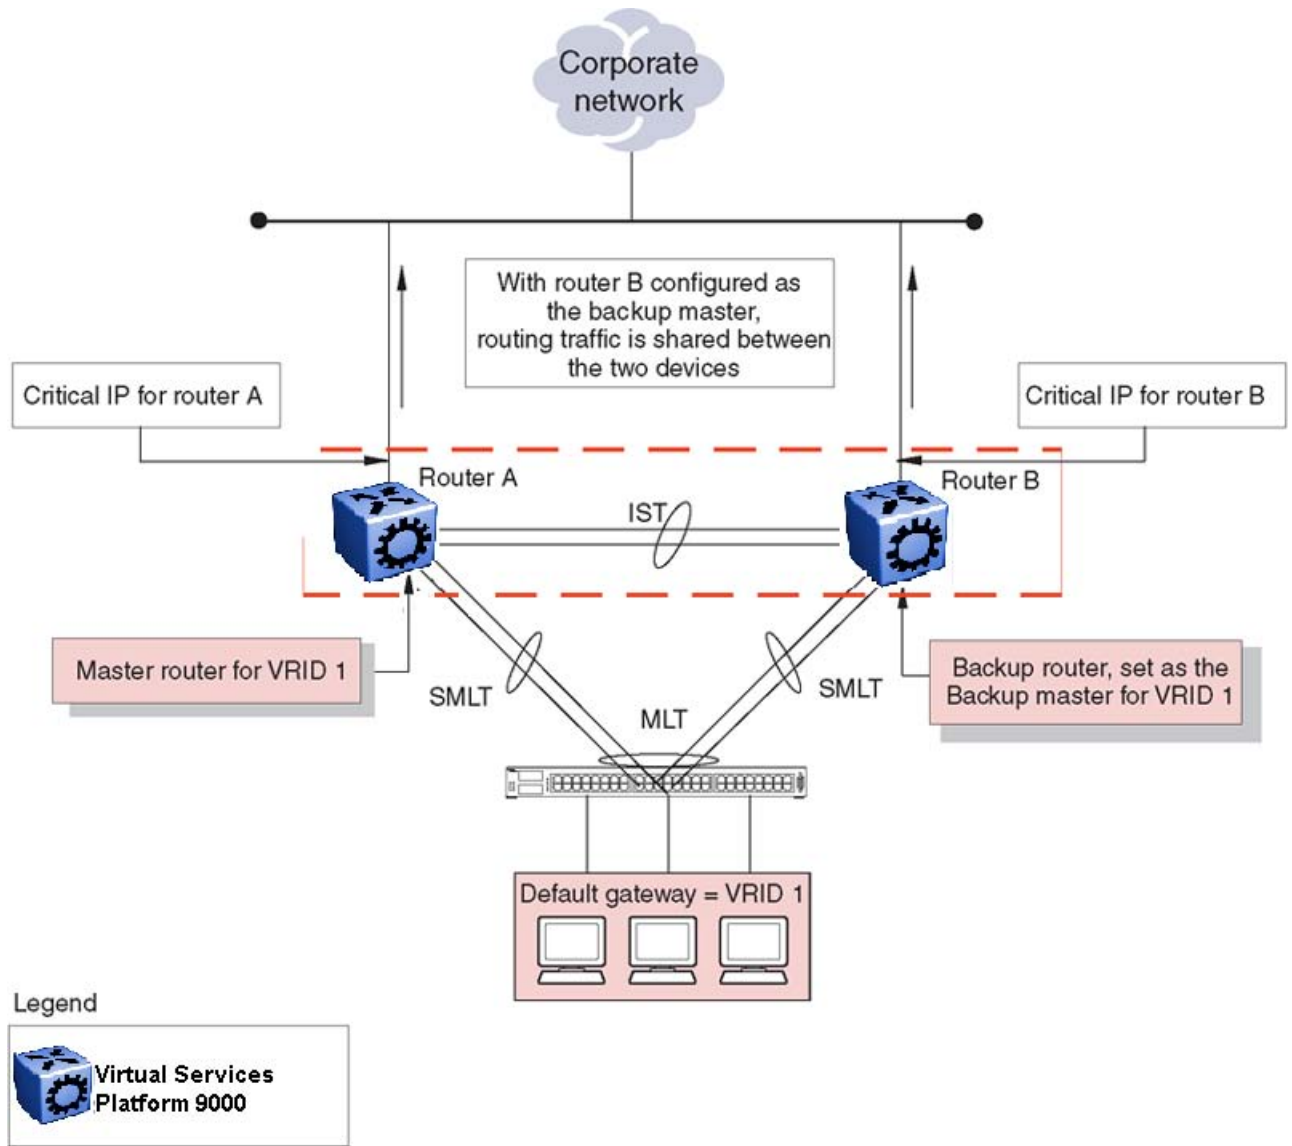 Corporate
network
With router B configured as
the backup master,
routing traffic is shared between
the two devices
Critical IP for router A
Critical IP for router B
Router A
Router B
IST
Master router for VRID 1
Backup router, set as the
Backup master for VRID 1
SMLT
SMLT
MLT
Default gateway = VRID 1
Legend
Virtual Services
Platform 9000